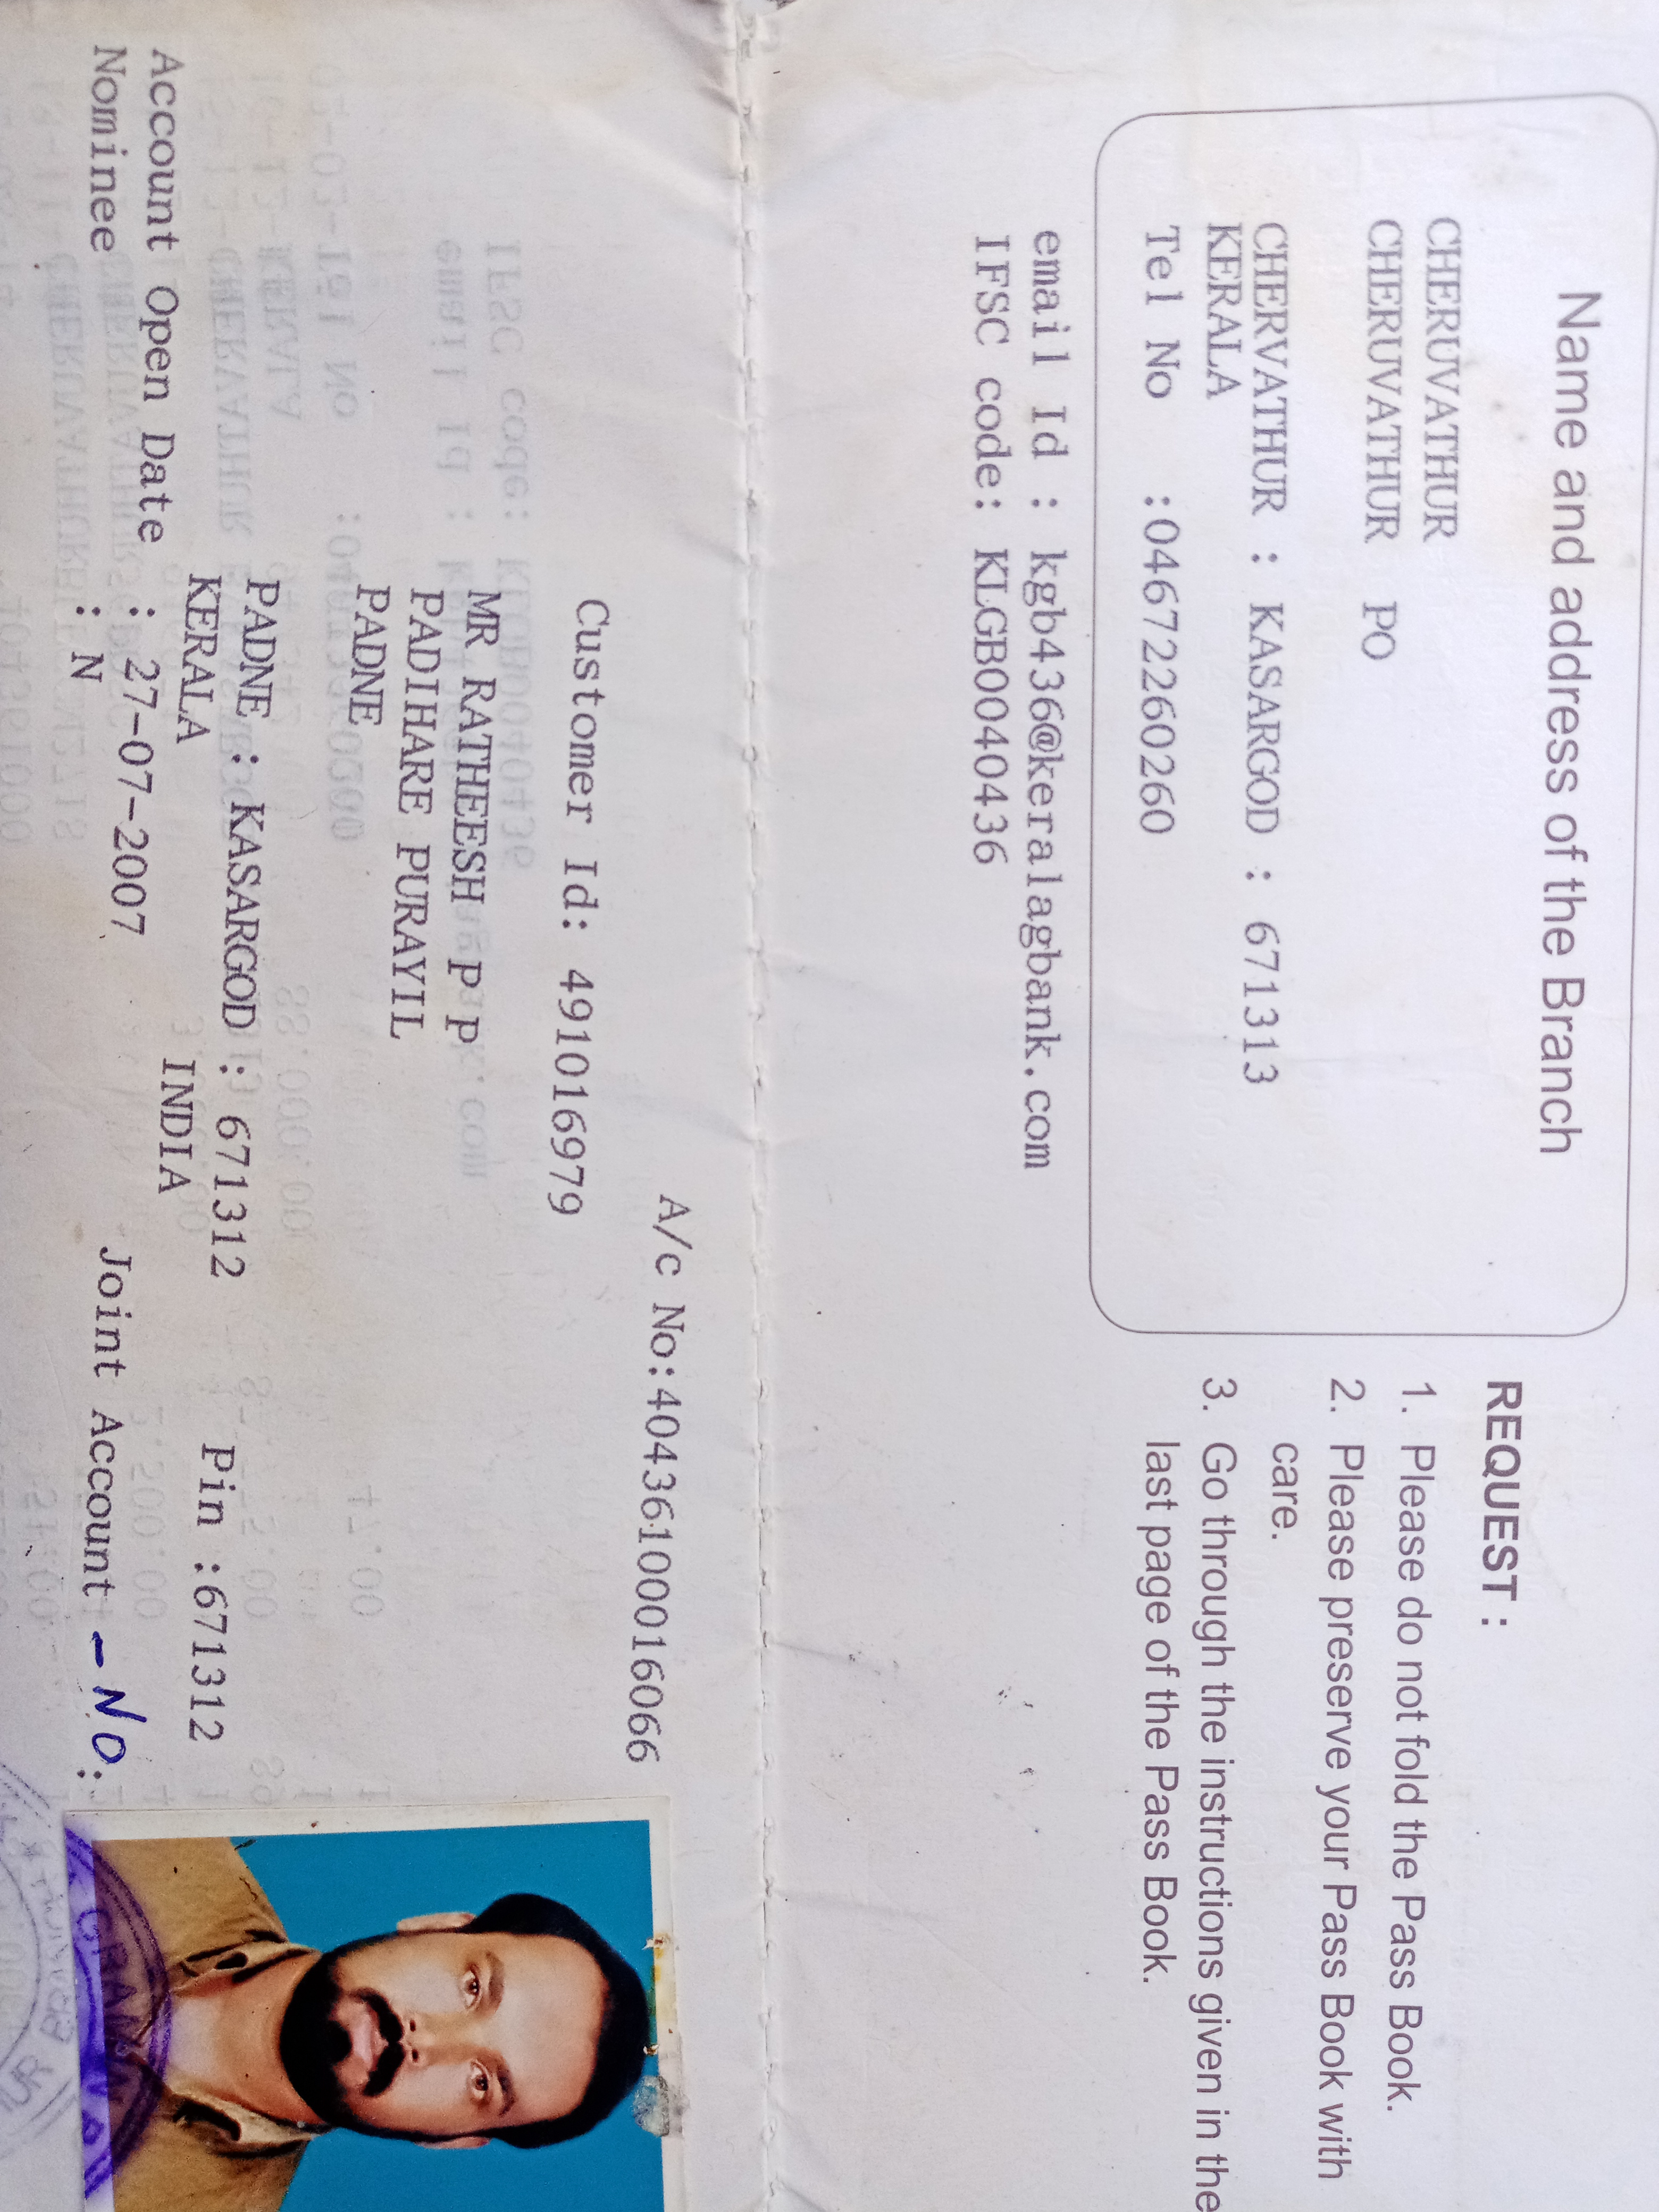 Name and address of the Branch
CHERUVATHUR
CHERUVATHUR PO
CHERVATHUR : KASARGOD : 671313
KERALA
Tel No :04672260260
email Id : kgb436@keralagbank.com
IFSC code: KLGB0040436
REQUEST :
1. Please do not fold the Pass Book.
2. Please preserve your Pass Book with
care.
3. Go through the instructions given in the
last page of the Pass Book.
A/c No:40436100016066
Customer Id: 491016979
MR RATHEESH P P
PADIHARE PURAYIL
PADNE
PADNE : KASARGOD : 671312
KERALA
INDIA
Pin :671312
Account Open Date : 27-07-2007
Nominee : N
Joint Account - No: